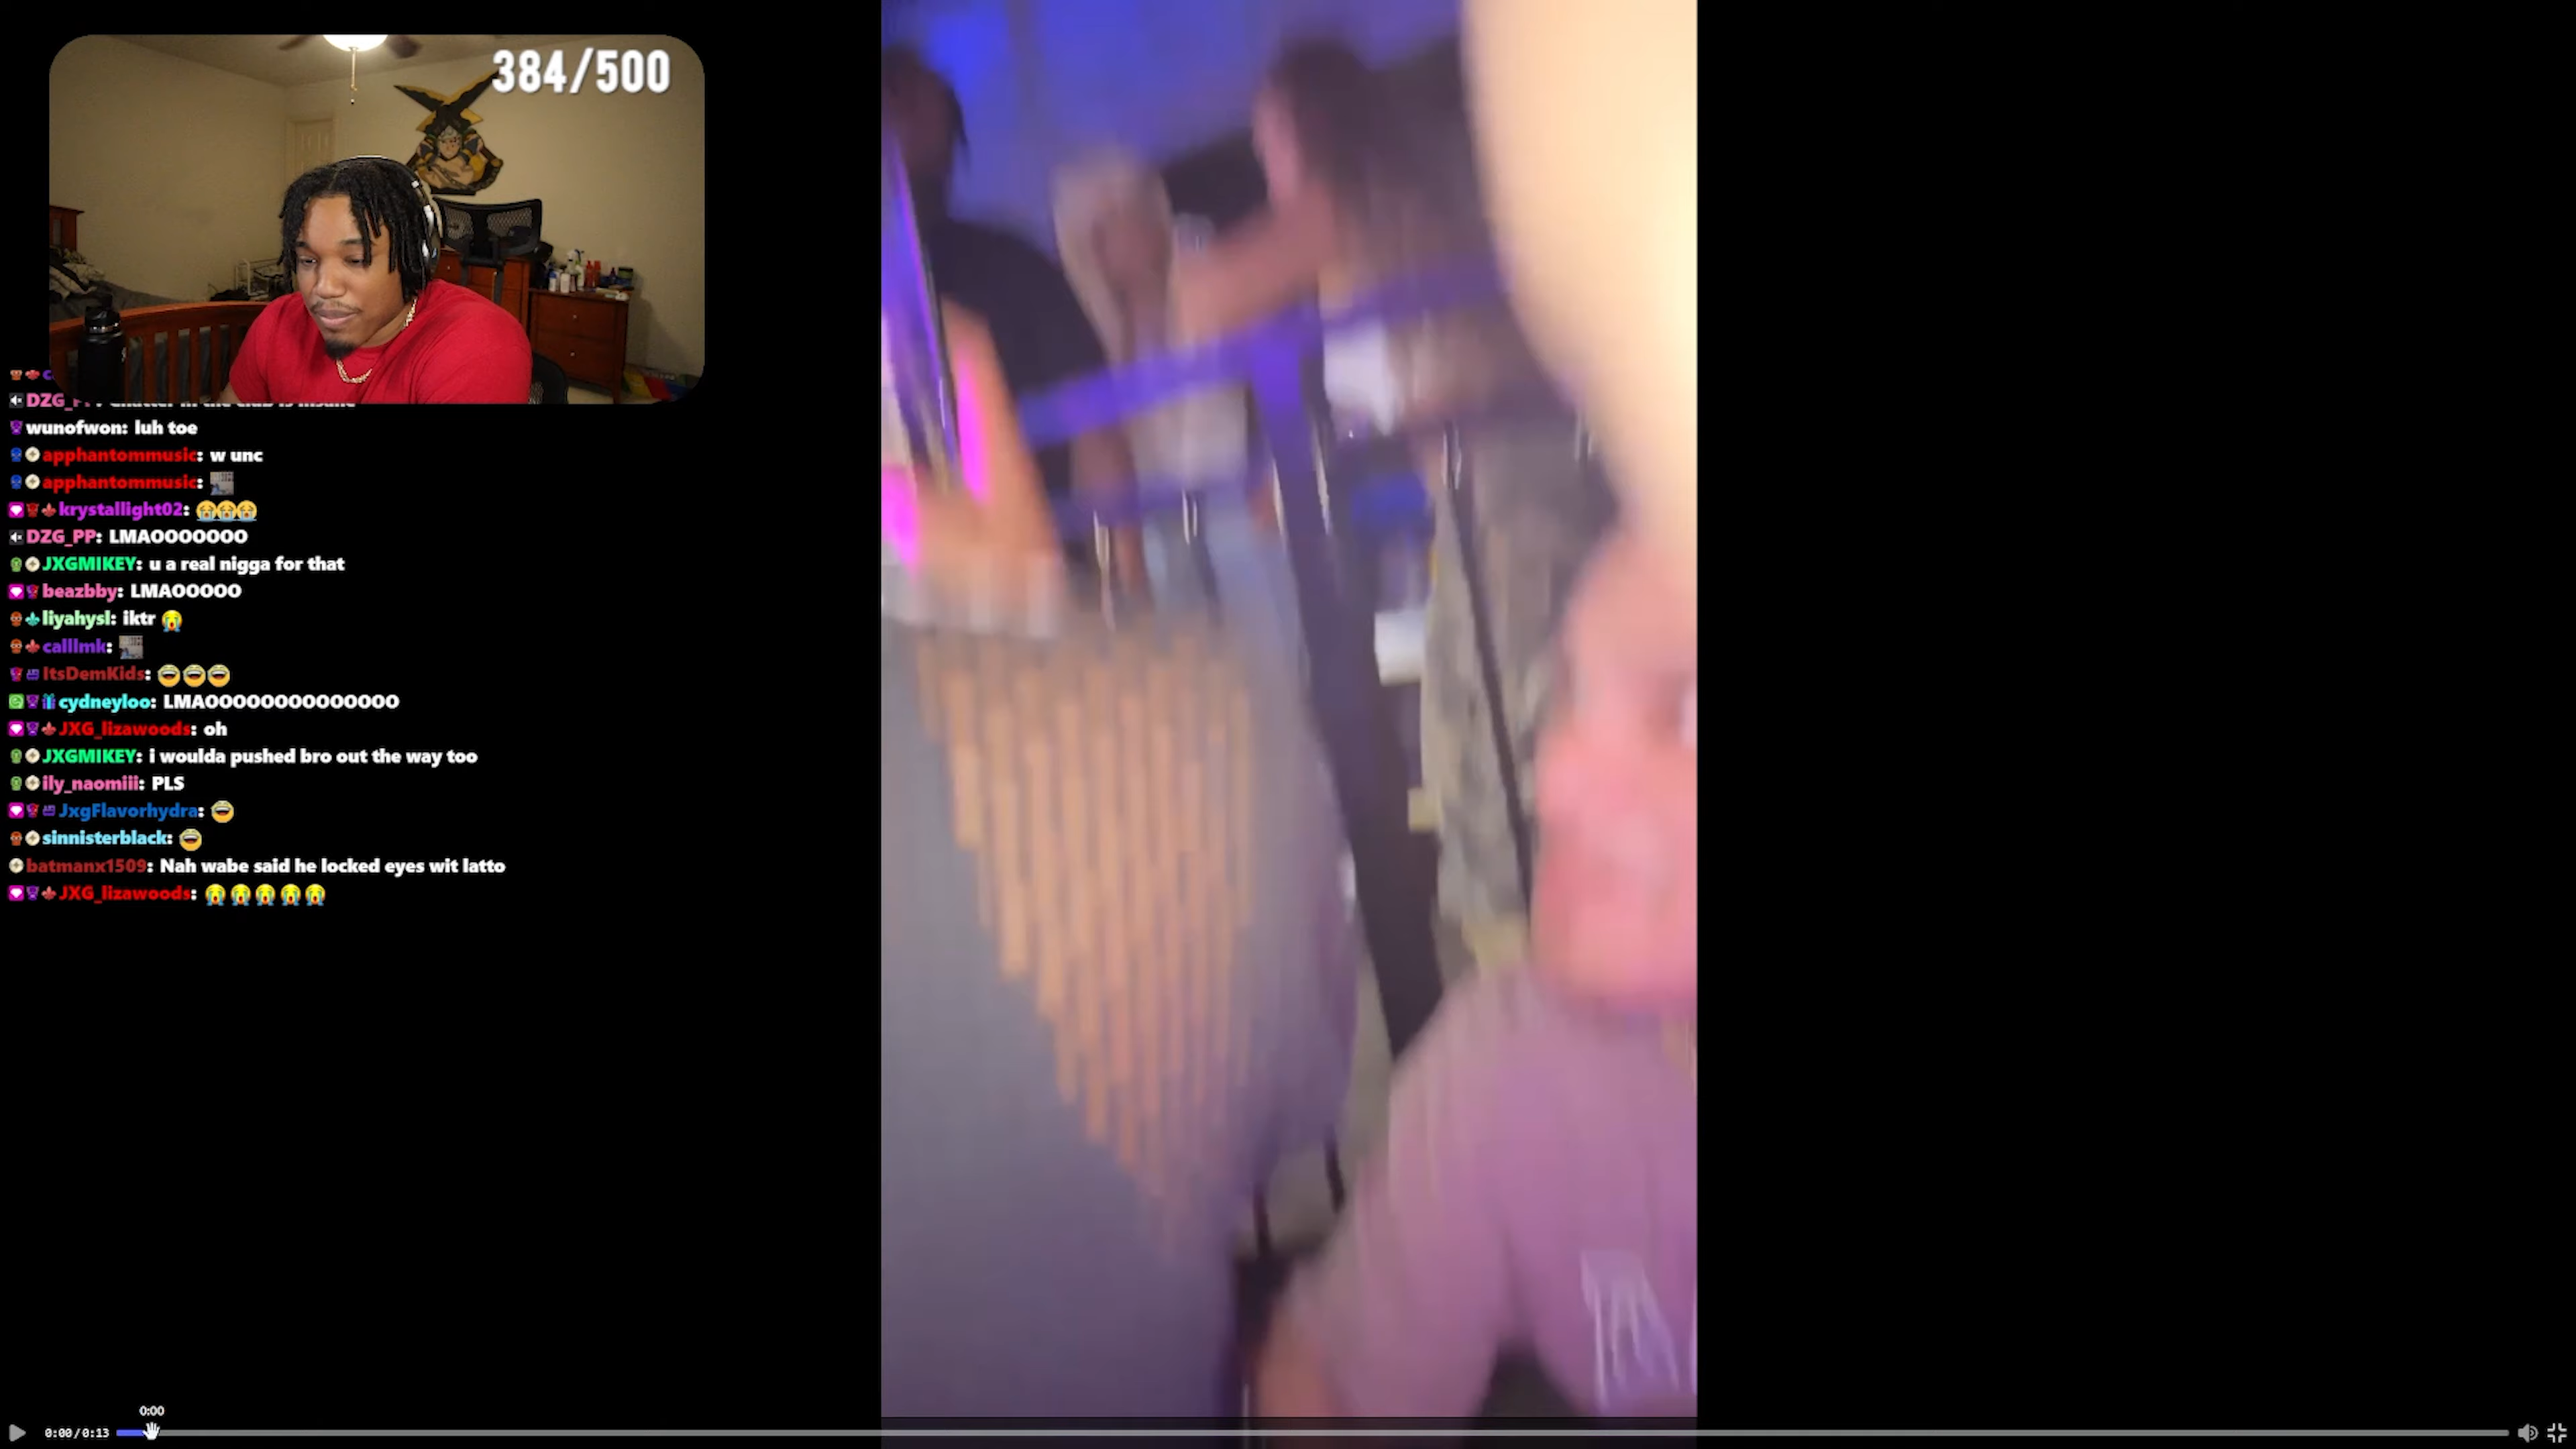 384/500
DZG_
wunofwon: luh toe
apphantommusic: w unc
apphantommusic:
krystallight02: 😭😭😭
DZG_PP: LMAOOOOOOO
JXGMIKEY: u a real nigga for that
beazbby: LMAOOOOO
liyahysl: iktr 😭
calllmk:
ItsDemKids: 😂😂😂
cydneyloo: LMAOOOOOOOOOOOOOOO
JXG_lizawoods: oh
JXGMIKEY: i woulda pushed bro out the way too
ily_naomiii: PLS
JxgFlavorhydra: 😂
sinnisterblack: 😂
batmanx1509: Nah wabe said he locked eyes wit latto
JXG_lizawoods: 😭😭😭😭😭
0:00
0:00/0:13